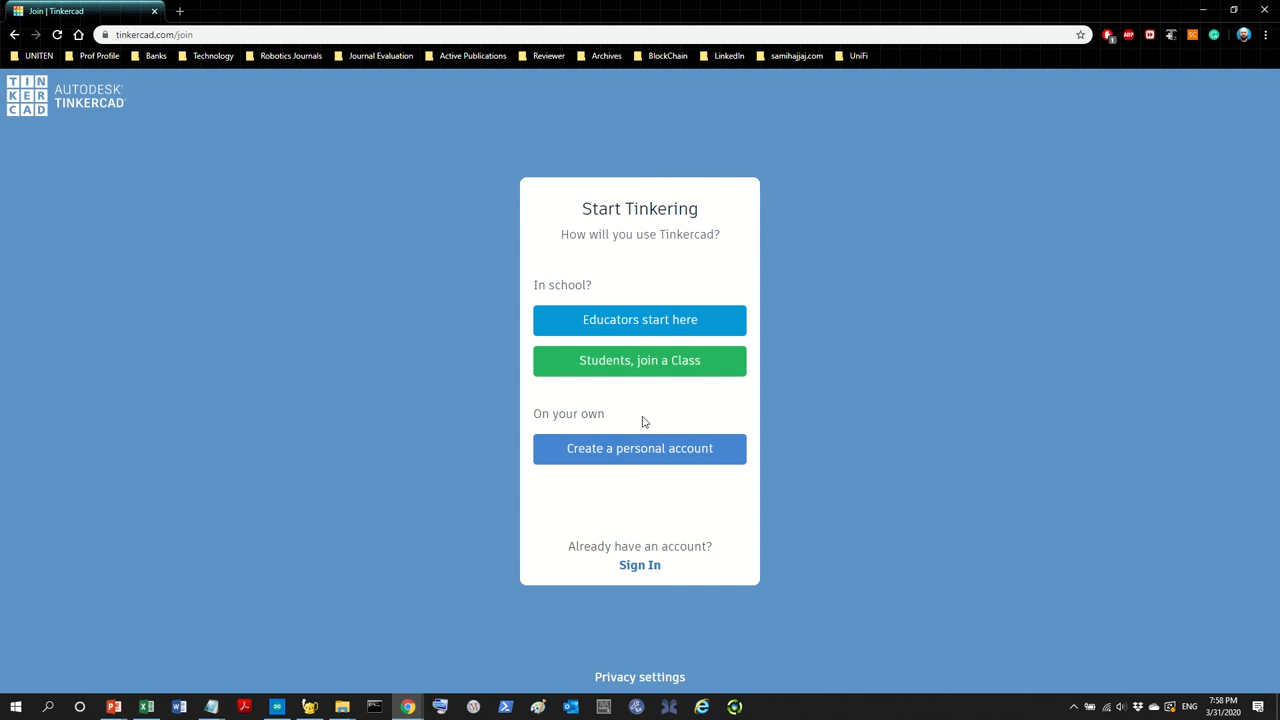 Join | Tinkercad
tinkercad.com/join
UNITEN Prof Profile Banks Technology Robotics Journals Journal Evaluation Active Publications Reviewer Archives BlockChain LinkedIn samihajjaj.com UniFi
TIN
KER
CAD
AUTODESK
TINKERCAD
Start Tinkering
How will you use Tinkercad?
In school?
Educators start here
Students, join a Class
On your own
Create a personal account
Already have an account?
Sign In
Privacy settings
ENG
7:58 PM
3/31/2020